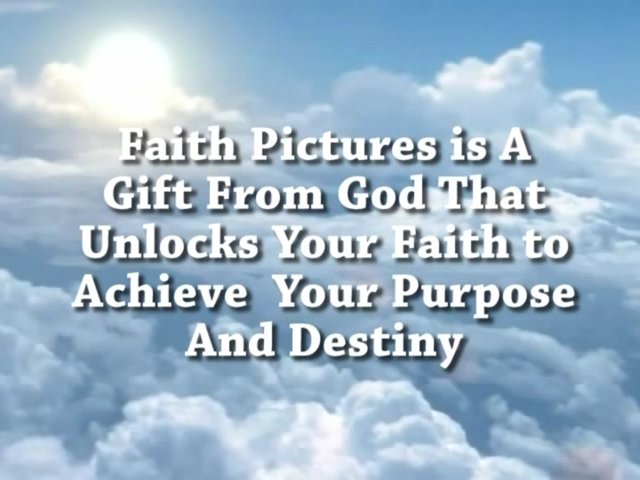 Faith Pictures is A
Gift From God That
Unlocks Your Faith to
Achieve  Your Purpose
And Destiny